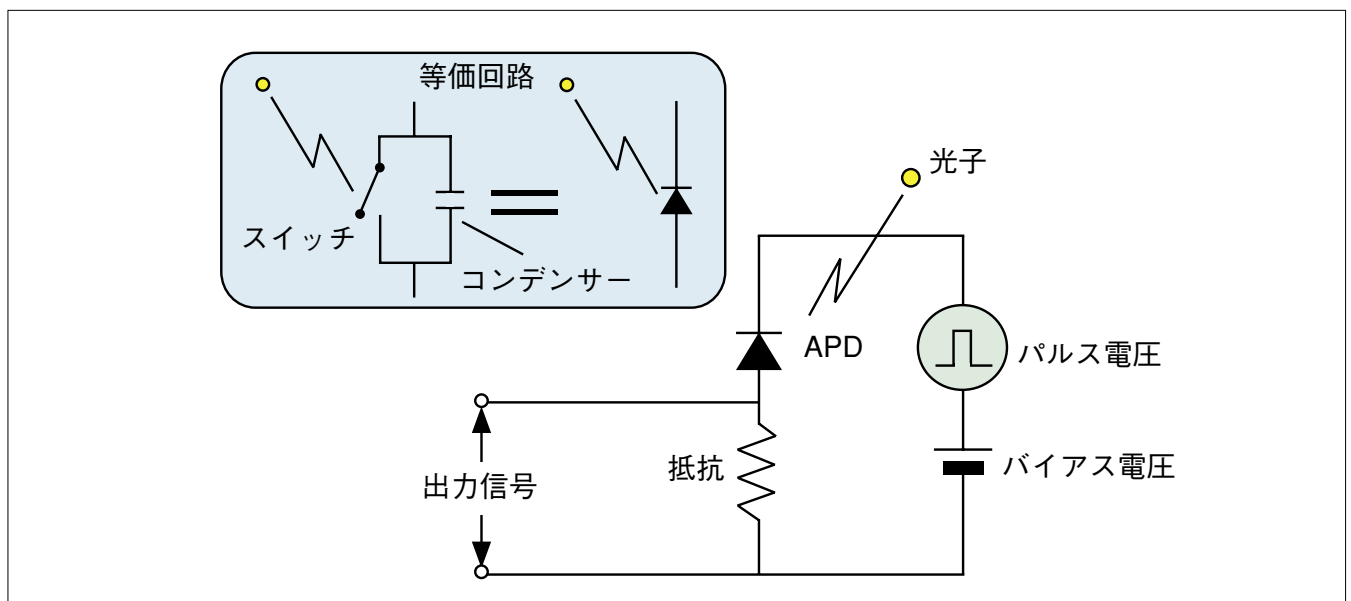 等価回路
スイッチ
コンデンサー
光子
APD
パルス電圧
抵抗
バイアス電圧
出力信号